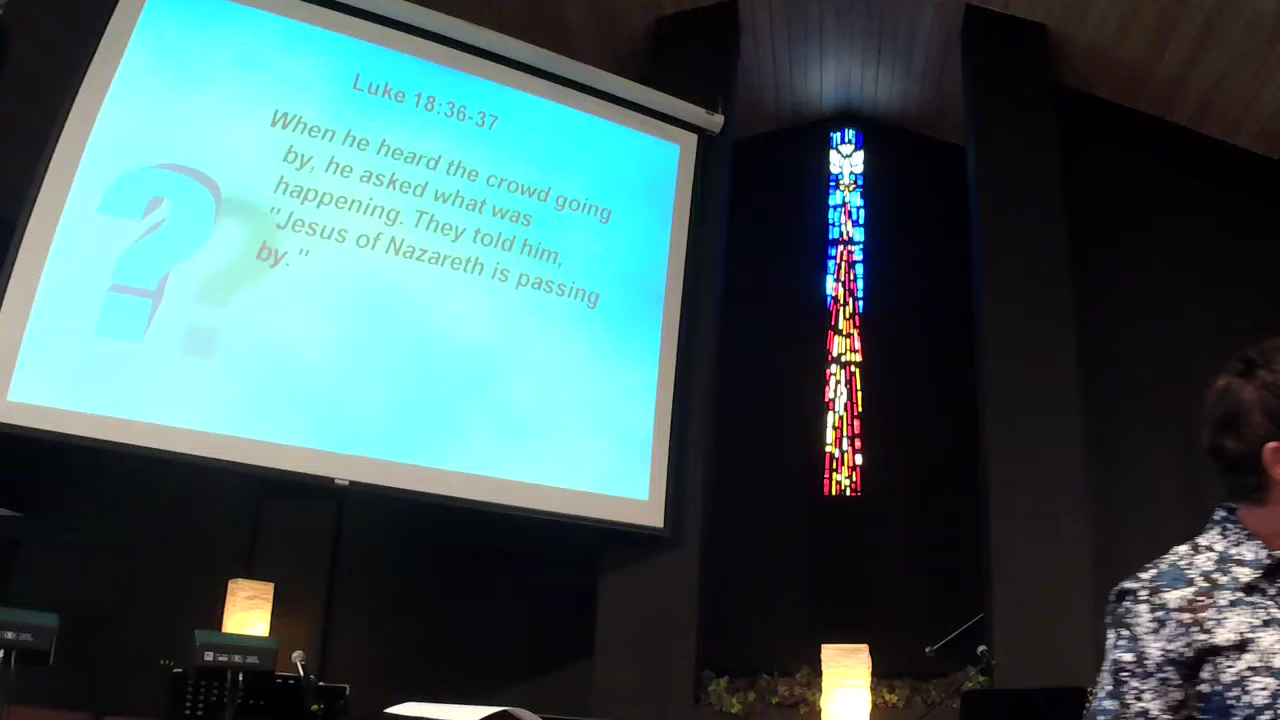 Luke 18:36-37
When he heard the crowd going
by, he asked what was
happening. They told him,
"Jesus of Nazareth is passing
by."